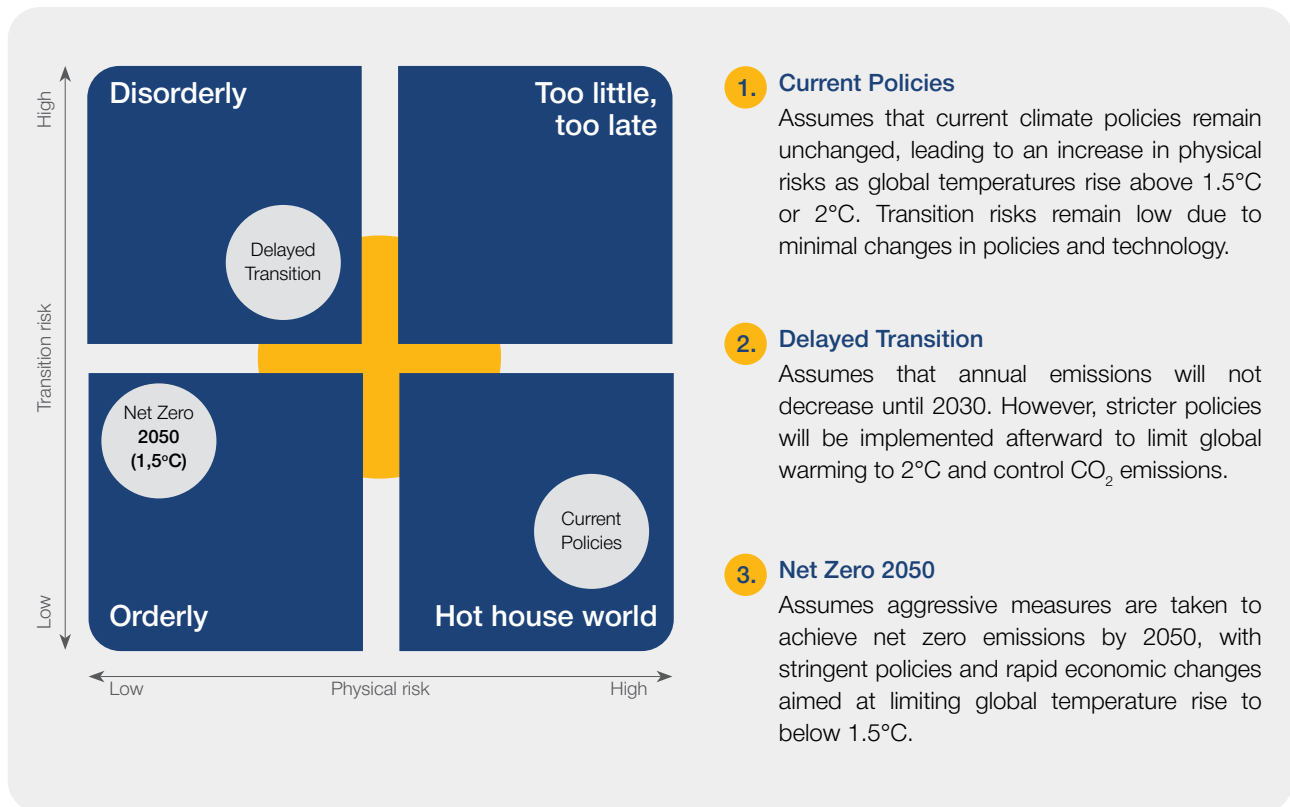 High
Transition risk
Low
Disorderly
Too little,
too late
Delayed
Transition
Net Zero
2050
(1,5°C)
Current
Policies
Orderly
Hot house world
Low
Physical risk
High
1. Current Policies
Assumes that current climate policies remain
unchanged, leading to an increase in physical
risks as global temperatures rise above 1.5°C
or 2°C. Transition risks remain low due to
minimal changes in policies and technology.
2. Delayed Transition
Assumes that annual emissions will not
decrease until 2030. However, stricter policies
will be implemented afterward to limit global
warming to 2°C and control CO₂ emissions.
3. Net Zero 2050
Assumes aggressive measures are taken to
achieve net zero emissions by 2050, with
stringent policies and rapid economic changes
aimed at limiting global temperature rise to
below 1.5°C.